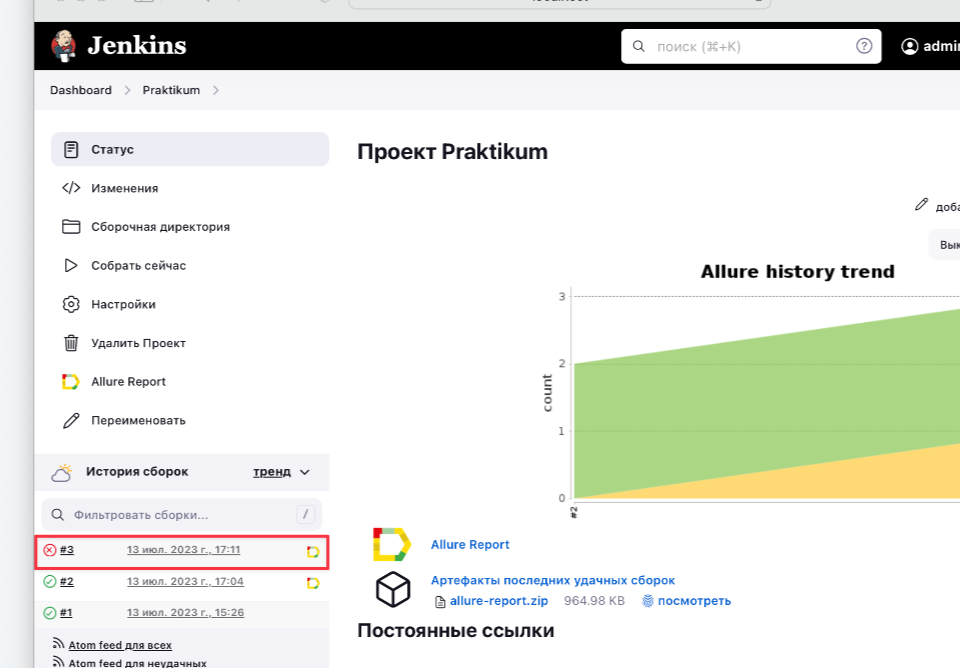 Jenkins
поиск (⌘+K)
Dashboard
Praktikum
Статус
Изменения
Сборочная директория
Собрать сейчас
Настройки
Удалить Проект
Allure Report
Переименовать
История сборок
тренд
Фильтровать сборки...
/
#3
13 июл. 2023 г., 17:11
#2
13 июл. 2023 г., 17:04
#1
13 июл. 2023 г., 15:26
Atom feed для всех
Atom feed для неудачных
Проект Praktikum
Allure history trend
count
3
2
1
0
#2
Allure Report
Артефакты последних удачных сборок
allure-report.zip 964.98 KB посмотреть
Постоянные ссылки